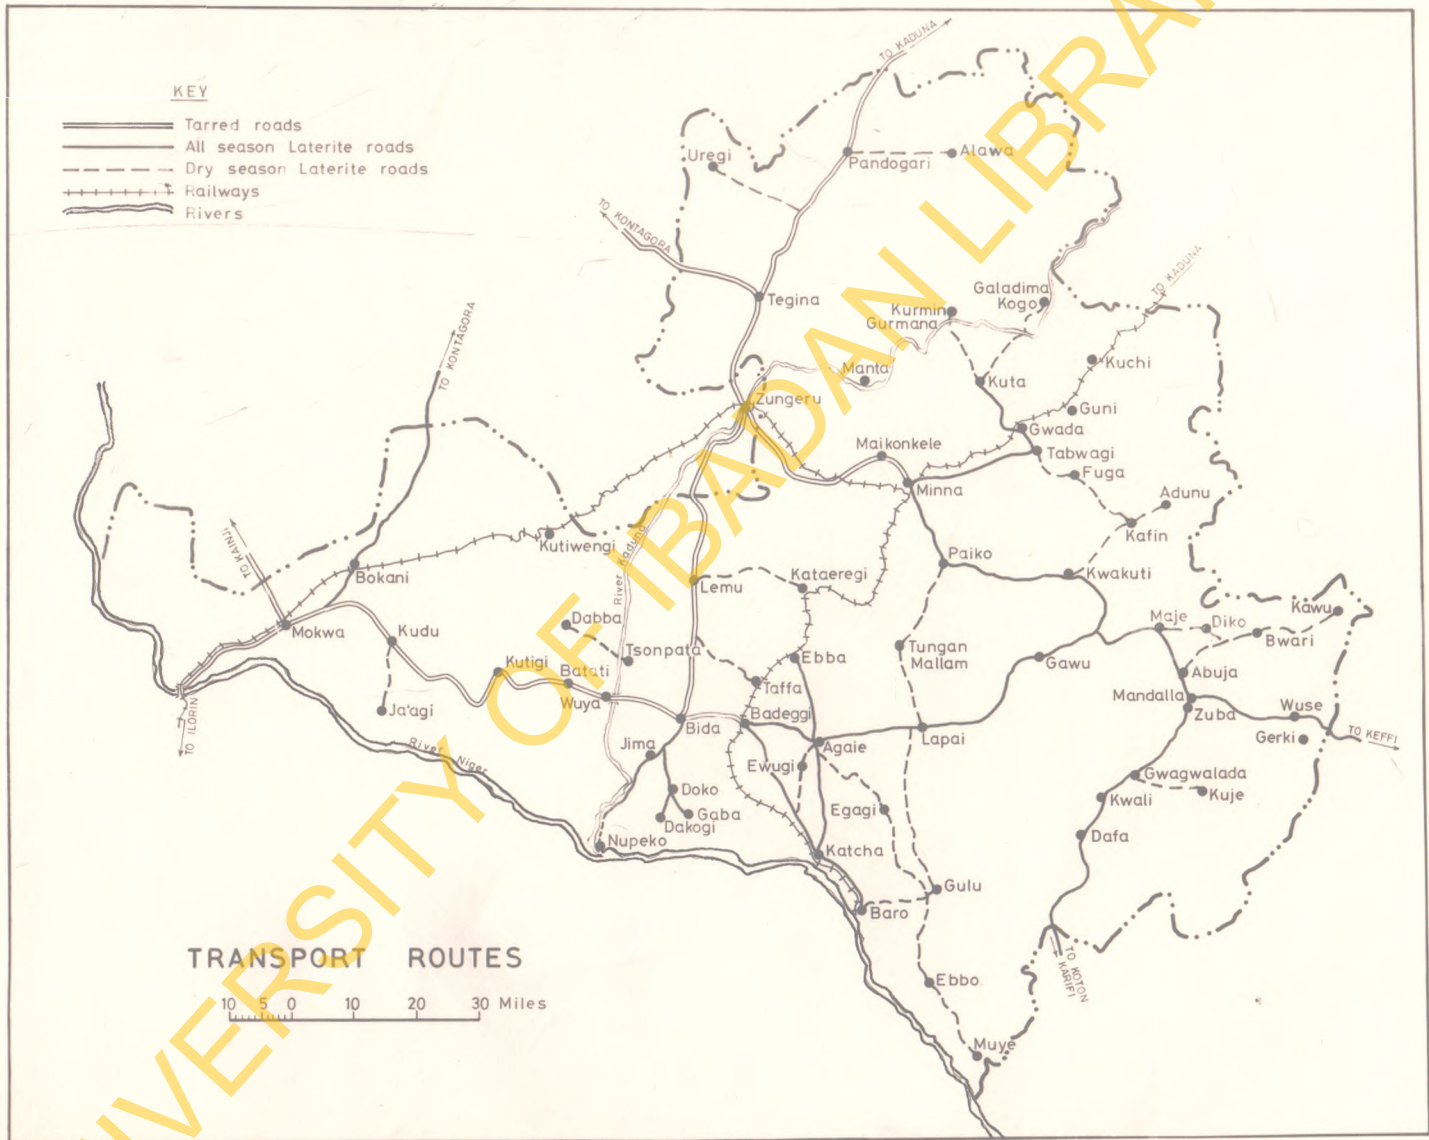 KEY
Tarred roads
All season Laterite roads
Dry season Laterite roads
Railways
Rivers
TO KADUNA
Uregi
Pandogari
Alawa
TO KONTAGORA
Tegina
Galadima
Kogo
TO KADUNA
Kurmin
Gurmana
TO KONTAGORA
Manta
Kuta
Kuchi
Zungeru
Guni
Gwada
Maikonkele
Tabwagi
Fuga
Minna
Adunu
Kafin
TO KAINJI
Kutiwengi
Bokani
River Kaduna
Paiko
Lemu
Kataeregi
Kwakuti
Mokwa
Kudu
Dabba
Tsonpata
Maje
Diko
Kawu
Bwari
Tungan
Mallam
Ebba
Gawu
Kutigi
Batati
Wuya
Taffa
Abuja
Mandalla
Zuba
Wuse
Ja'agi
TO ILORIN
Bida
Badeggi
Lapai
TO KEFFI
Gerki
River Niger
Jima
Agaie
Ewugi
Gwagwalada
Kuje
Doko
Gaba
Dakogi
Egagi
Kwali
Dafa
Nupeko
Katcha
Gulu
Baro
TRANSPORT ROUTES
TO KOTON
KARIFI
Ebbo
10 5 0 10 20 30 Miles
Muye
UNIVERSITY OF IBADAN LIBRARY